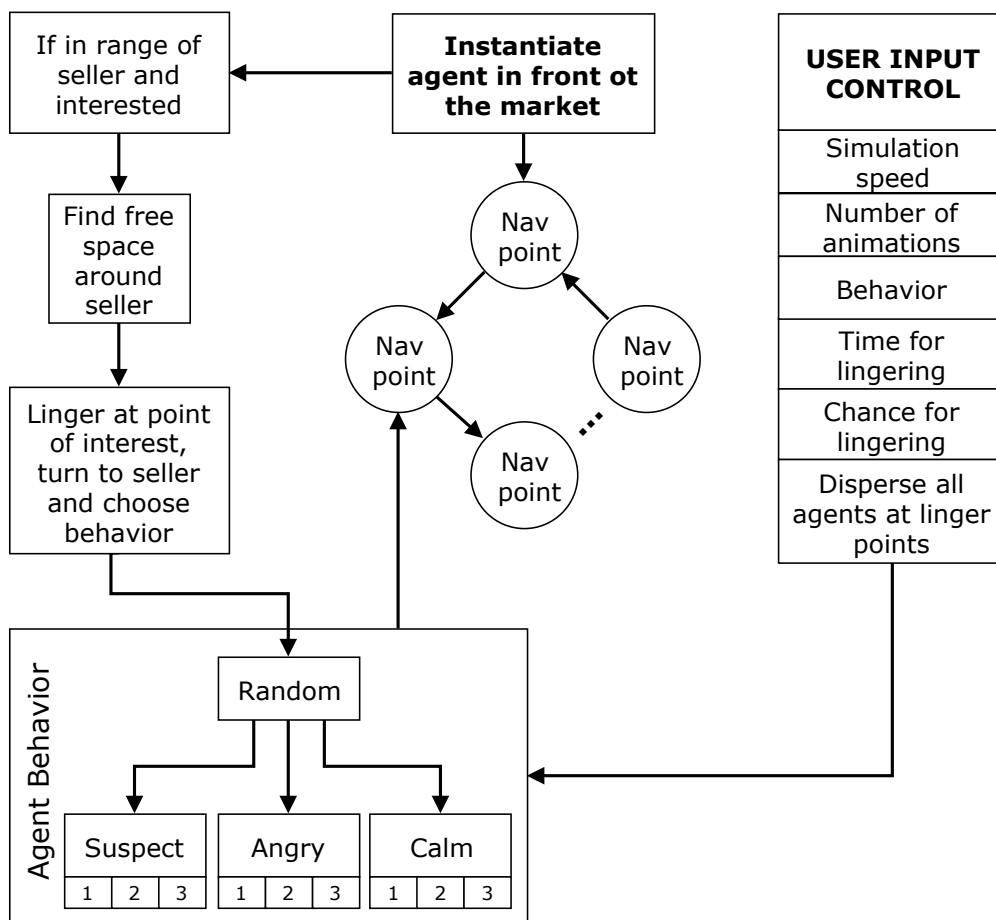 If in range of
seller and
interested
Instantiate
agent in front ot
the market
USER INPUT
CONTROL
Simulation
speed
Number of
animations
Behavior
Time for
lingering
Chance for
lingering
Disperse all
agents at linger
points
Find free
space
around
seller
Nav
point
Nav
point
Nav
point
Nav
point
Linger at point
of interest,
turn to seller
and choose
behavior
Agent Behavior
Random
Suspect
1 2 3
Angry
1 2 3
Calm
1 2 3